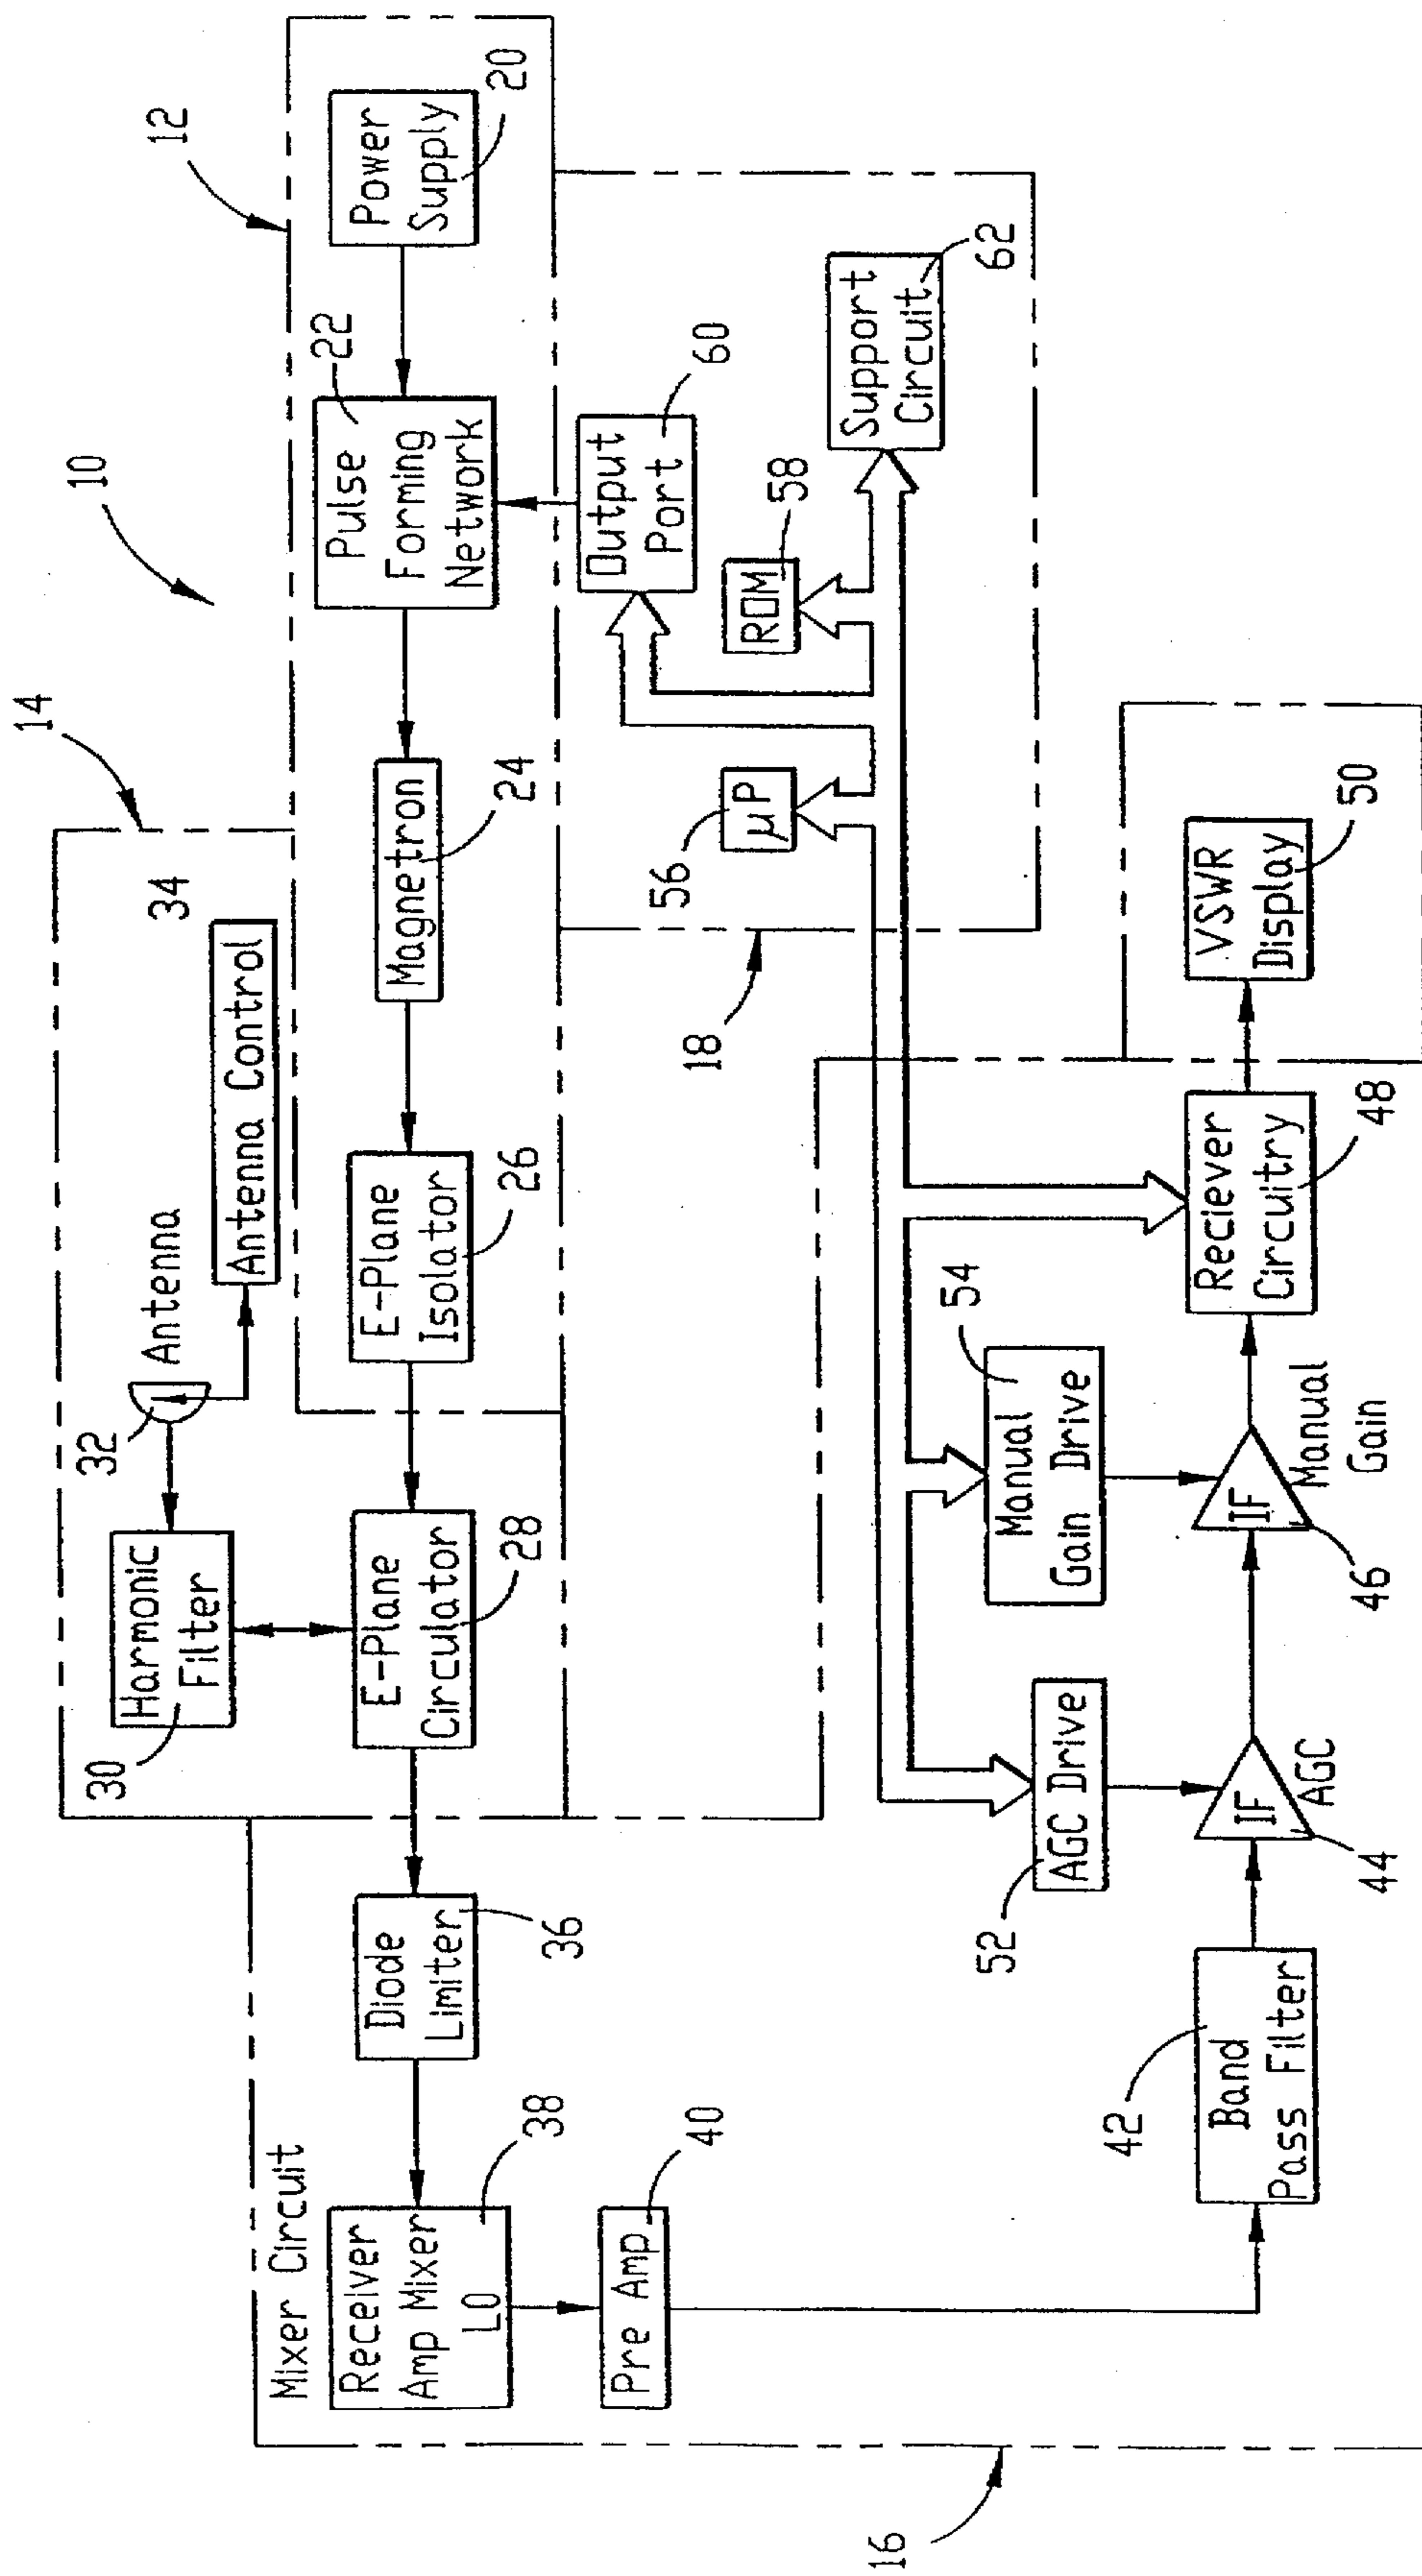 10
14
12
34
Antenna Control
Antenna
32
Harmonic
Filter
30
Power
Supply
20
Pulse
Forming
Network
22
Magnetron
24
E-Plane
Isolator
26
E-Plane
Circulator
28
Diode
Limiter
36
Mixer Circuit
Receiver
Amp Mixer
LO
38
Pre Amp
40
Output
Port
60
ROM
58
µP
56
Support
Circuit
62
18
Manual
Gain Drive
54
AGC Drive
52
Band
Pass Filter
42
IF
AGC
44
IF
Manual
Gain
46
Reciever
Circuitry
48
VSWR
Display
50
16